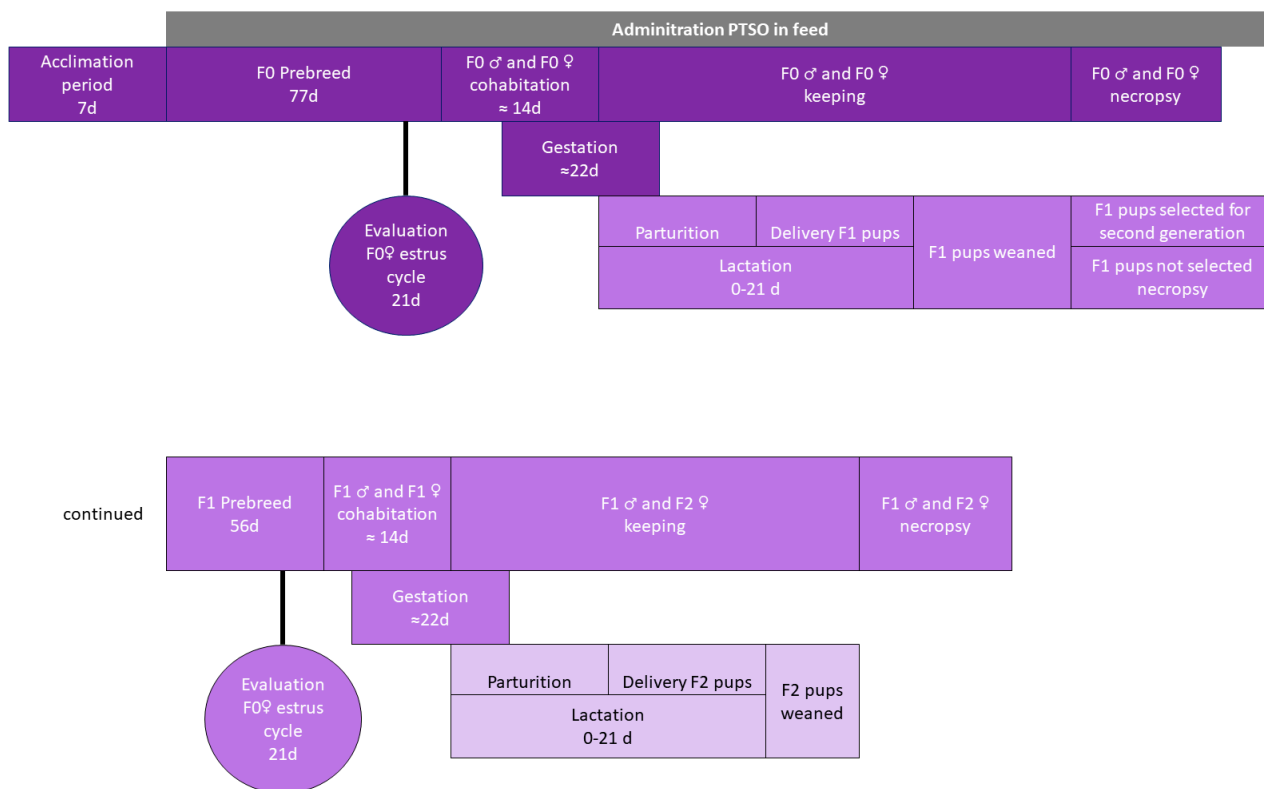 Adminitration PTSO in feed
Acclimation
period
7d
F0 Prebreed
77d
F0 ♂ and F0 ♀
cohabitation
≈ 14d
F0 ♂ and F0 ♀
keeping
F0 ♂ and F0 ♀
necropsy
Gestation
≈22d
Evaluation
F0♀ estrus
cycle
21d
Parturition
Delivery F1 pups
Lactation
0-21 d
F1 pups weaned
F1 pups selected for
second generation
F1 pups not selected
necropsy
continued
F1 Prebreed
56d
F1 ♂ and F1 ♀
cohabitation
≈ 14d
F1 ♂ and F2 ♀
keeping
F1 ♂ and F2 ♀
necropsy
Gestation
≈22d
Evaluation
F0♀ estrus
cycle
21d
Parturition
Delivery F2 pups
Lactation
0-21 d
F2 pups
weaned